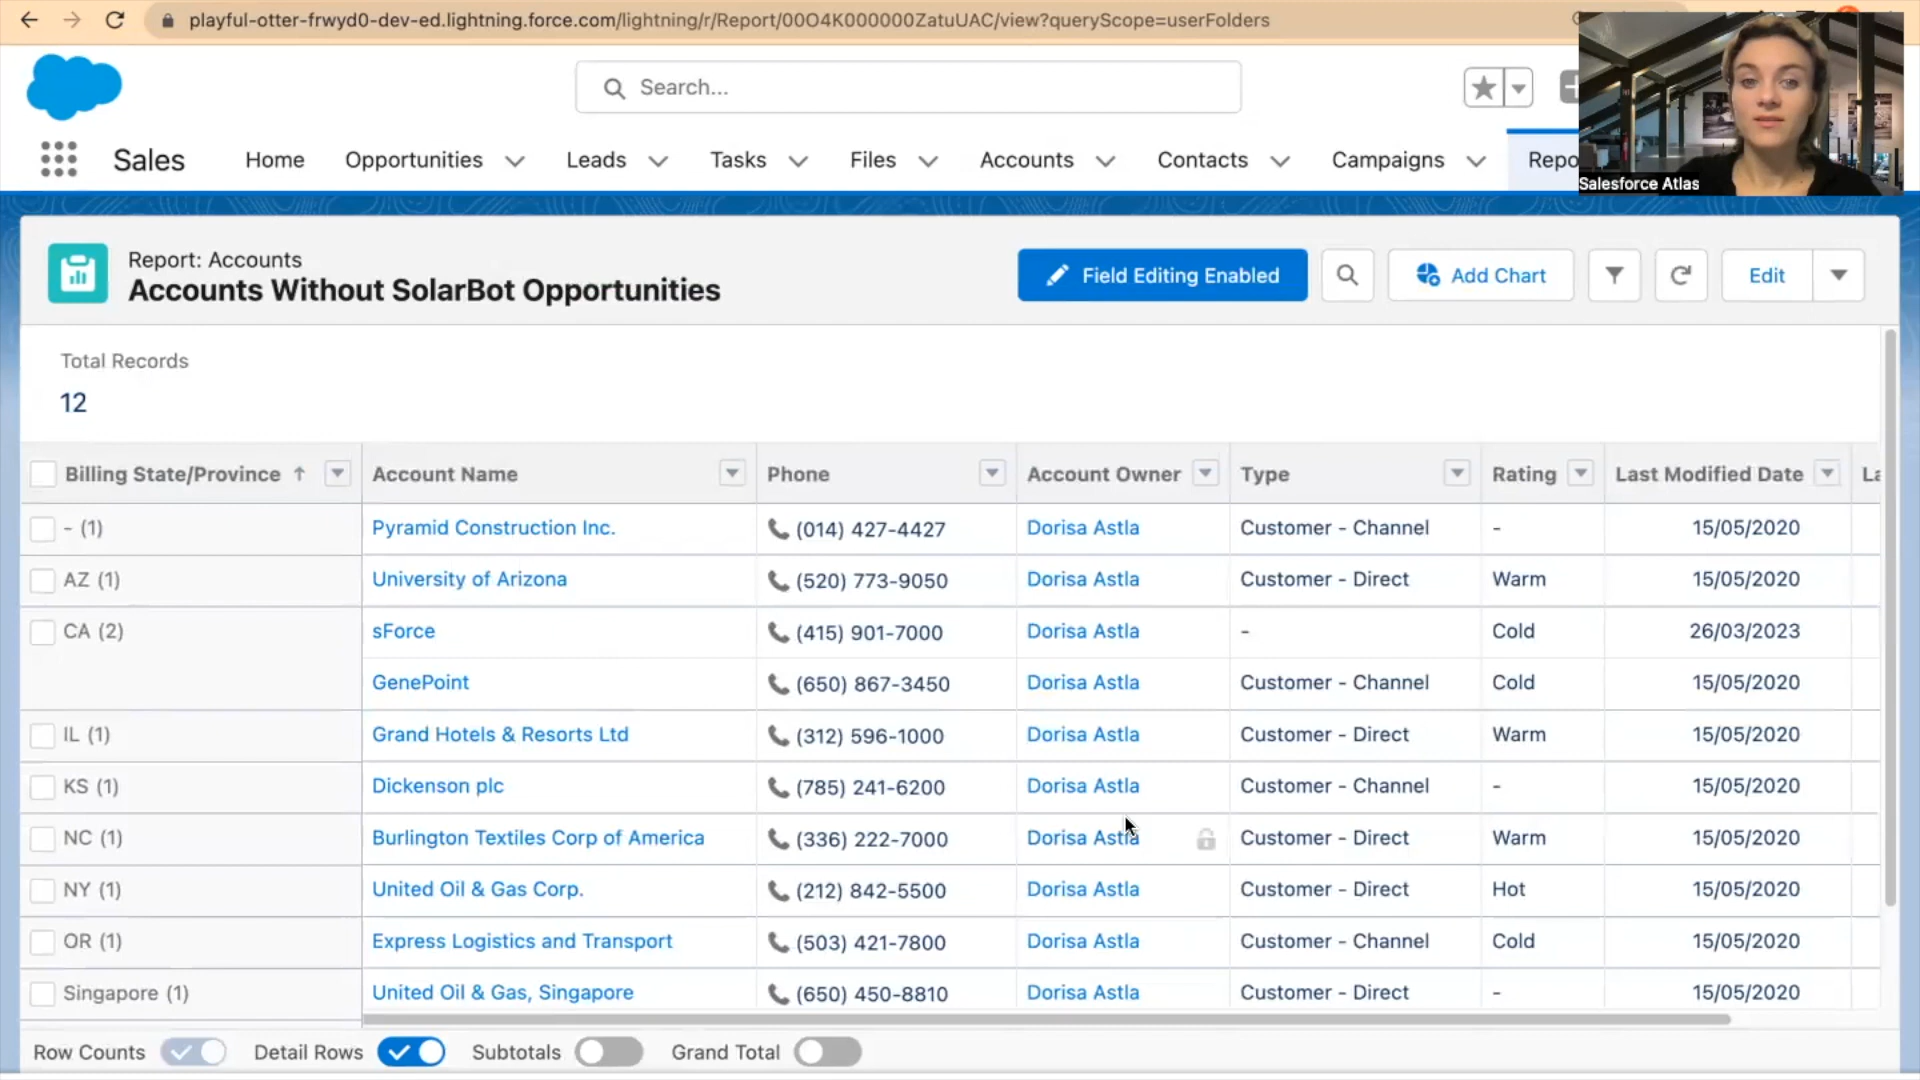 playful-otter-frwyd0-dev-ed.lightning.force.com/lightning/r/Report/00O4K000000ZatuUAC/view?queryScope=userFolders
Search...
Sales Home Opportunities Leads Tasks Files Accounts Contacts Campaigns Repo
Salesforce Atlas
Report: Accounts
Accounts Without SolarBot Opportunities
Field Editing Enabled Add Chart Edit
Total Records
12
Billing State/Province ↑ Account Name Phone Account Owner Type Rating Last Modified Date La
- (1) Pyramid Construction Inc. (014) 427-4427 Dorisa Astla Customer - Channel - 15/05/2020
AZ (1) University of Arizona (520) 773-9050 Dorisa Astla Customer - Direct Warm 15/05/2020
CA (2) sForce (415) 901-7000 Dorisa Astla - Cold 26/03/2023
GenePoint (650) 867-3450 Dorisa Astla Customer - Channel Cold 15/05/2020
IL (1) Grand Hotels & Resorts Ltd (312) 596-1000 Dorisa Astla Customer - Direct Warm 15/05/2020
KS (1) Dickenson plc (785) 241-6200 Dorisa Astla Customer - Channel - 15/05/2020
NC (1) Burlington Textiles Corp of America (336) 222-7000 Dorisa Astla Customer - Direct Warm 15/05/2020
NY (1) United Oil & Gas Corp. (212) 842-5500 Dorisa Astla Customer - Direct Hot 15/05/2020
OR (1) Express Logistics and Transport (503) 421-7800 Dorisa Astla Customer - Channel Cold 15/05/2020
Singapore (1) United Oil & Gas, Singapore (650) 450-8810 Dorisa Astla Customer - Direct - 15/05/2020
Row Counts Detail Rows Subtotals Grand Total